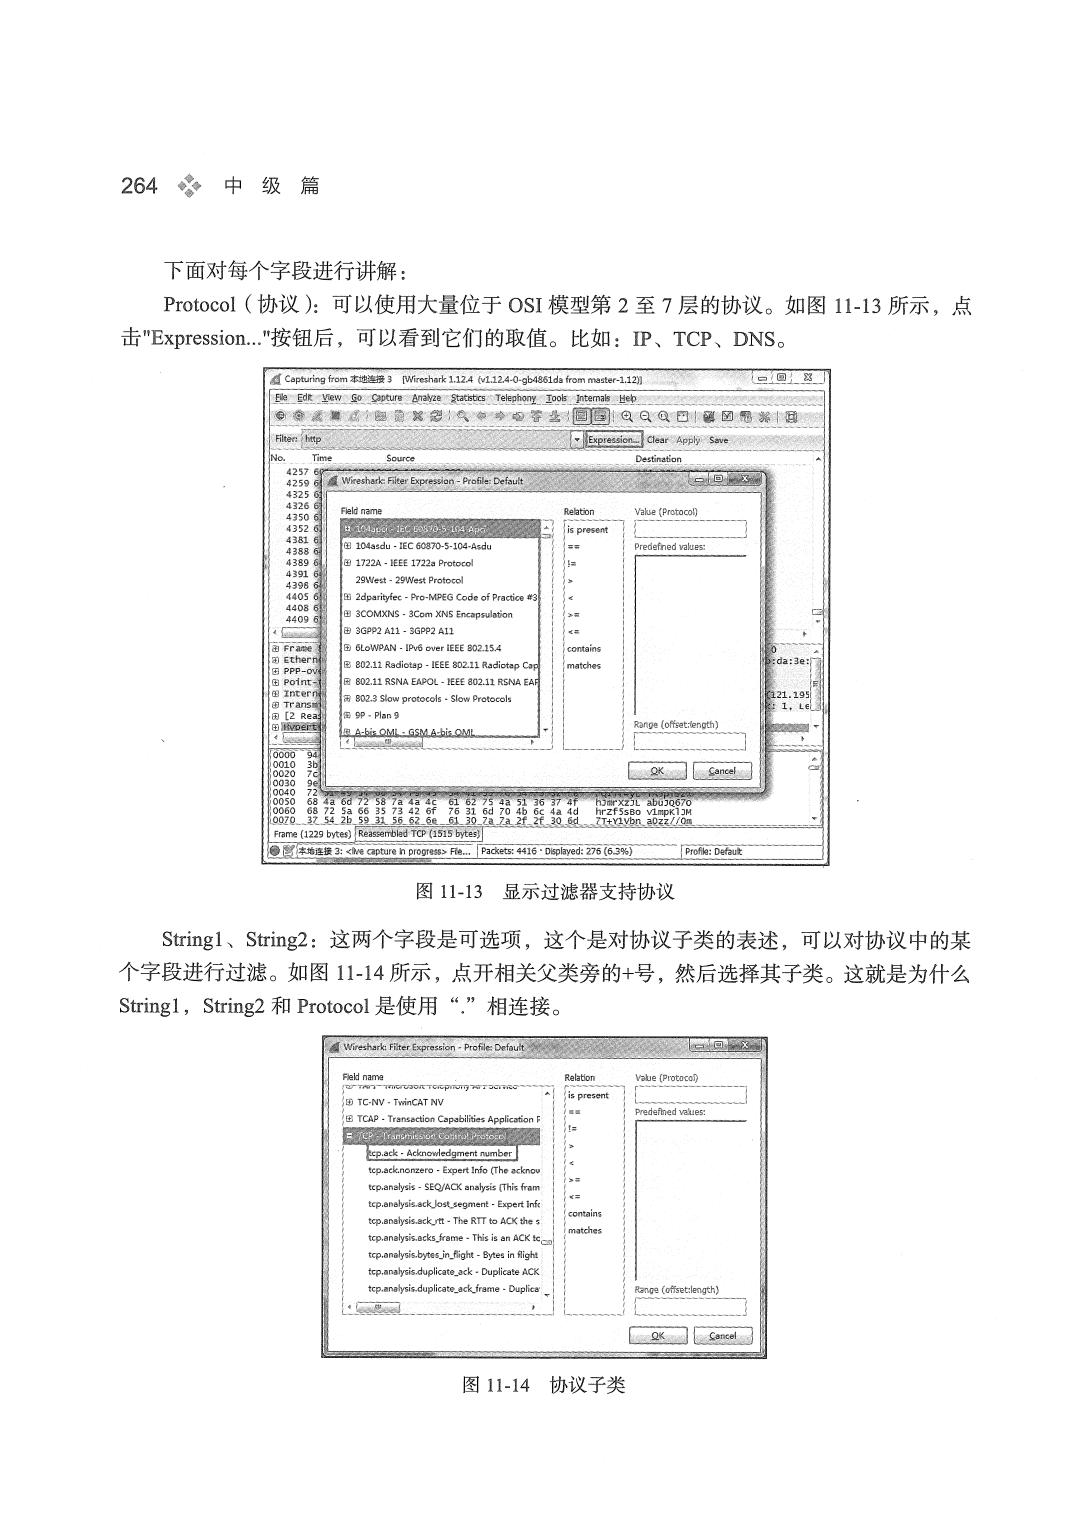 264 中 级 篇
下面对每个字段进行讲解：
Protocol（协议）：可以使用大量位于 OSI 模型第 2 至 7 层的协议。如图 11-13 所示，点
击"Expression..."按钮后，可以看到它们的取值。比如：IP、TCP、DNS。
Capturing from 本地连接 3 [Wireshark 1.12.4 (v1.12.4-0-gb4861da from master-1.12)]
File Edit View Go Capture Analyze Statistics Telephony Tools Internals Help
Filter: http Expression... Clear Apply Save
No. Time Source Destination
4257
4259
4325
4326
4350
4352
4381
4388
4389
4391
4398
4405
4408
4409
Wireshark: Filter Expression - Profile: Default
Field name Relation Value (Protocol)
104apci - IEC 60870-5-104-Apci is present
104asdu - IEC 60870-5-104-Asdu == Predefined values:
1722A - IEEE 1722a Protocol !=
29West - 29West Protocol >
2dparityfec - Pro-MPEG Code of Practice #3 <
3COMXNS - 3Com XNS Encapsulation >=
3GPP2 A11 - 3GPP2 A11 <=
6LoWPAN - IPv6 over IEEE 802.15.4 contains
802.11 Radiotap - IEEE 802.11 Radiotap Cap matches
802.11 RSNA EAPOL - IEEE 802.11 RSNA EAP
802.3 Slow protocols - Slow Protocols
9P - Plan 9 Range (offset:length)
A-bis OML - GSM A-bis OML
OK Cancel
Frame
Ethern
PPP-ov
Point-
Intern
Transm
[2 Rea
Hypert
0000 94
0010 3b
0020 7c
0030 9e
0040 72
0050 68 4a 6d 72 58 7a 4a 4c 61 62 75 4a 51 36 37 4f hJmrXzJL abuJQ67O
0060 68 72 5a 66 35 73 42 6f 76 31 6d 70 4b 6c 4a 4d hrZf5sBo v1mpKlJM
0070 37 54 2b 59 31 56 62 6e 61 30 7a 7a 2f 2f 30 6d 7T+Y1Vbn a0zz//0m
Frame (1229 bytes) Reassembled TCP (1515 bytes)
本地连接 3: <live capture in progress> File... Packets: 4416 · Displayed: 276 (6.3%) Profile: Default
图 11-13 显示过滤器支持协议
String1、String2：这两个字段是可选项，这个是对协议子类的表述，可以对协议中的某
个字段进行过滤。如图 11-14 所示，点开相关父类旁的+号，然后选择其子类。这就是为什么
String1，String2 和 Protocol 是使用“.”相连接。
Wireshark: Filter Expression - Profile: Default
Field name Relation Value (Protocol)
TAPI - Microsoft Telephony API Service is present
TC-NV - TwinCAT NV
TCAP - Transaction Capabilities Application P == Predefined values:
TCP - Transmission Control Protocol !=
tcp.ack - Acknowledgment number >
tcp.ack.nonzero - Expert Info (The acknow <
tcp.analysis - SEQ/ACK analysis (This fram >=
tcp.analysis.ack_lost_segment - Expert Info <=
tcp.analysis.ack_rtt - The RTT to ACK the s contains
tcp.analysis.acks_frame - This is an ACK to matches
tcp.analysis.bytes_in_flight - Bytes in flight
tcp.analysis.duplicate_ack - Duplicate ACK
tcp.analysis.duplicate_ack_frame - Duplica Range (offset:length)
OK Cancel
图 11-14 协议子类